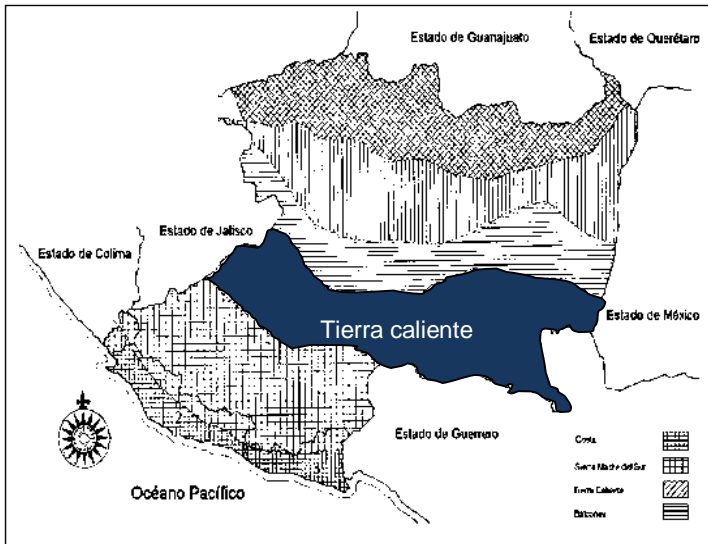 Estado de Guanajuato
Estado de Querétaro
Estado de Jalisco
Estado de Colima
Tierra caliente
Estado de México
Estado de Guerrero
Océano Pacífico
Costa
Sierra Madre del Sur
Tierra Caliente
Balcones